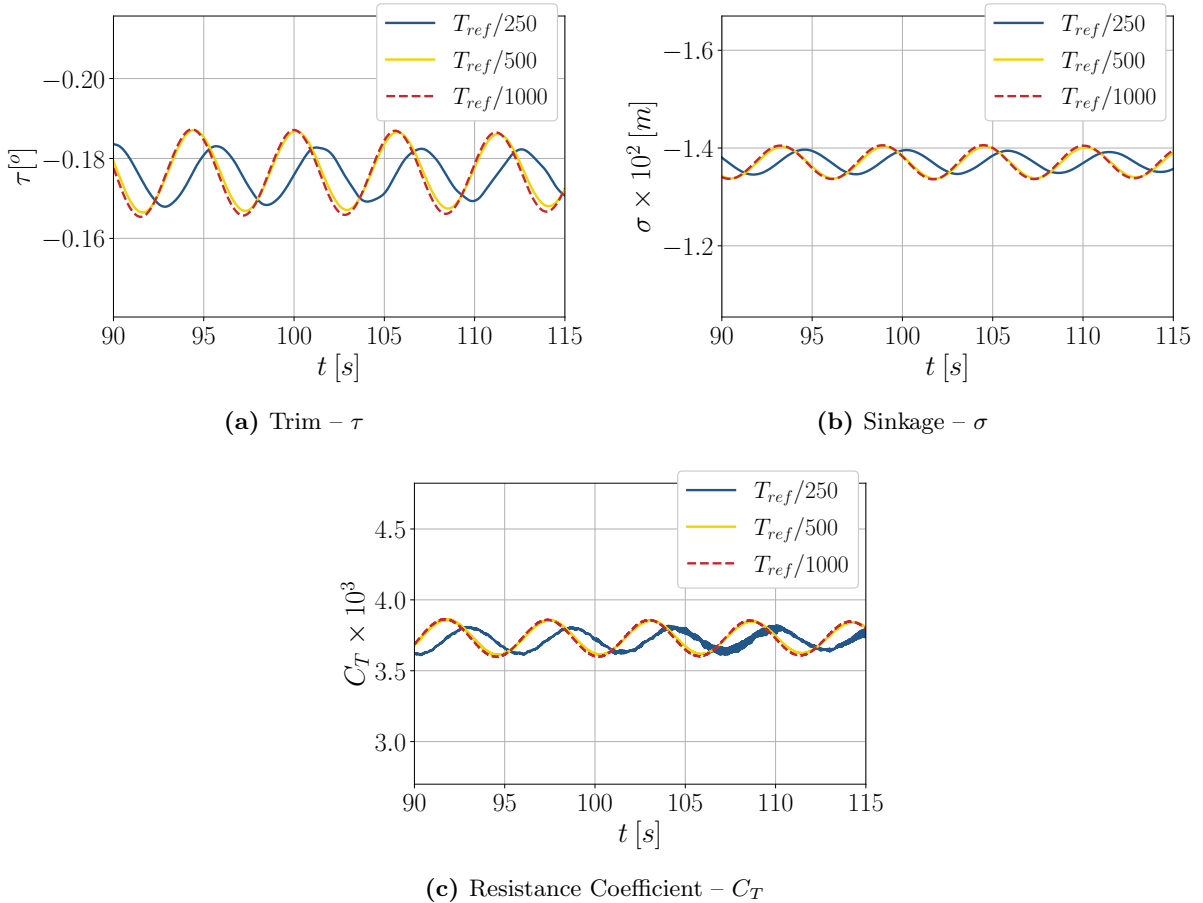 T_ref/250
T_ref/500
T_ref/1000
−0.20
−0.18
−0.16
τ[º]
90 95 100 105 110 115
t [s]
(a) Trim – τ
T_ref/250
T_ref/500
T_ref/1000
−1.6
−1.4
−1.2
σ × 10² [m]
90 95 100 105 110 115
t [s]
(b) Sinkage – σ
T_ref/250
T_ref/500
T_ref/1000
4.5
4.0
3.5
3.0
C_T × 10³
90 95 100 105 110 115
t [s]
(c) Resistance Coefficient – C_T